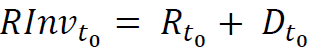 RInv_{t_0} = R_{t_0} + D_{t_0}